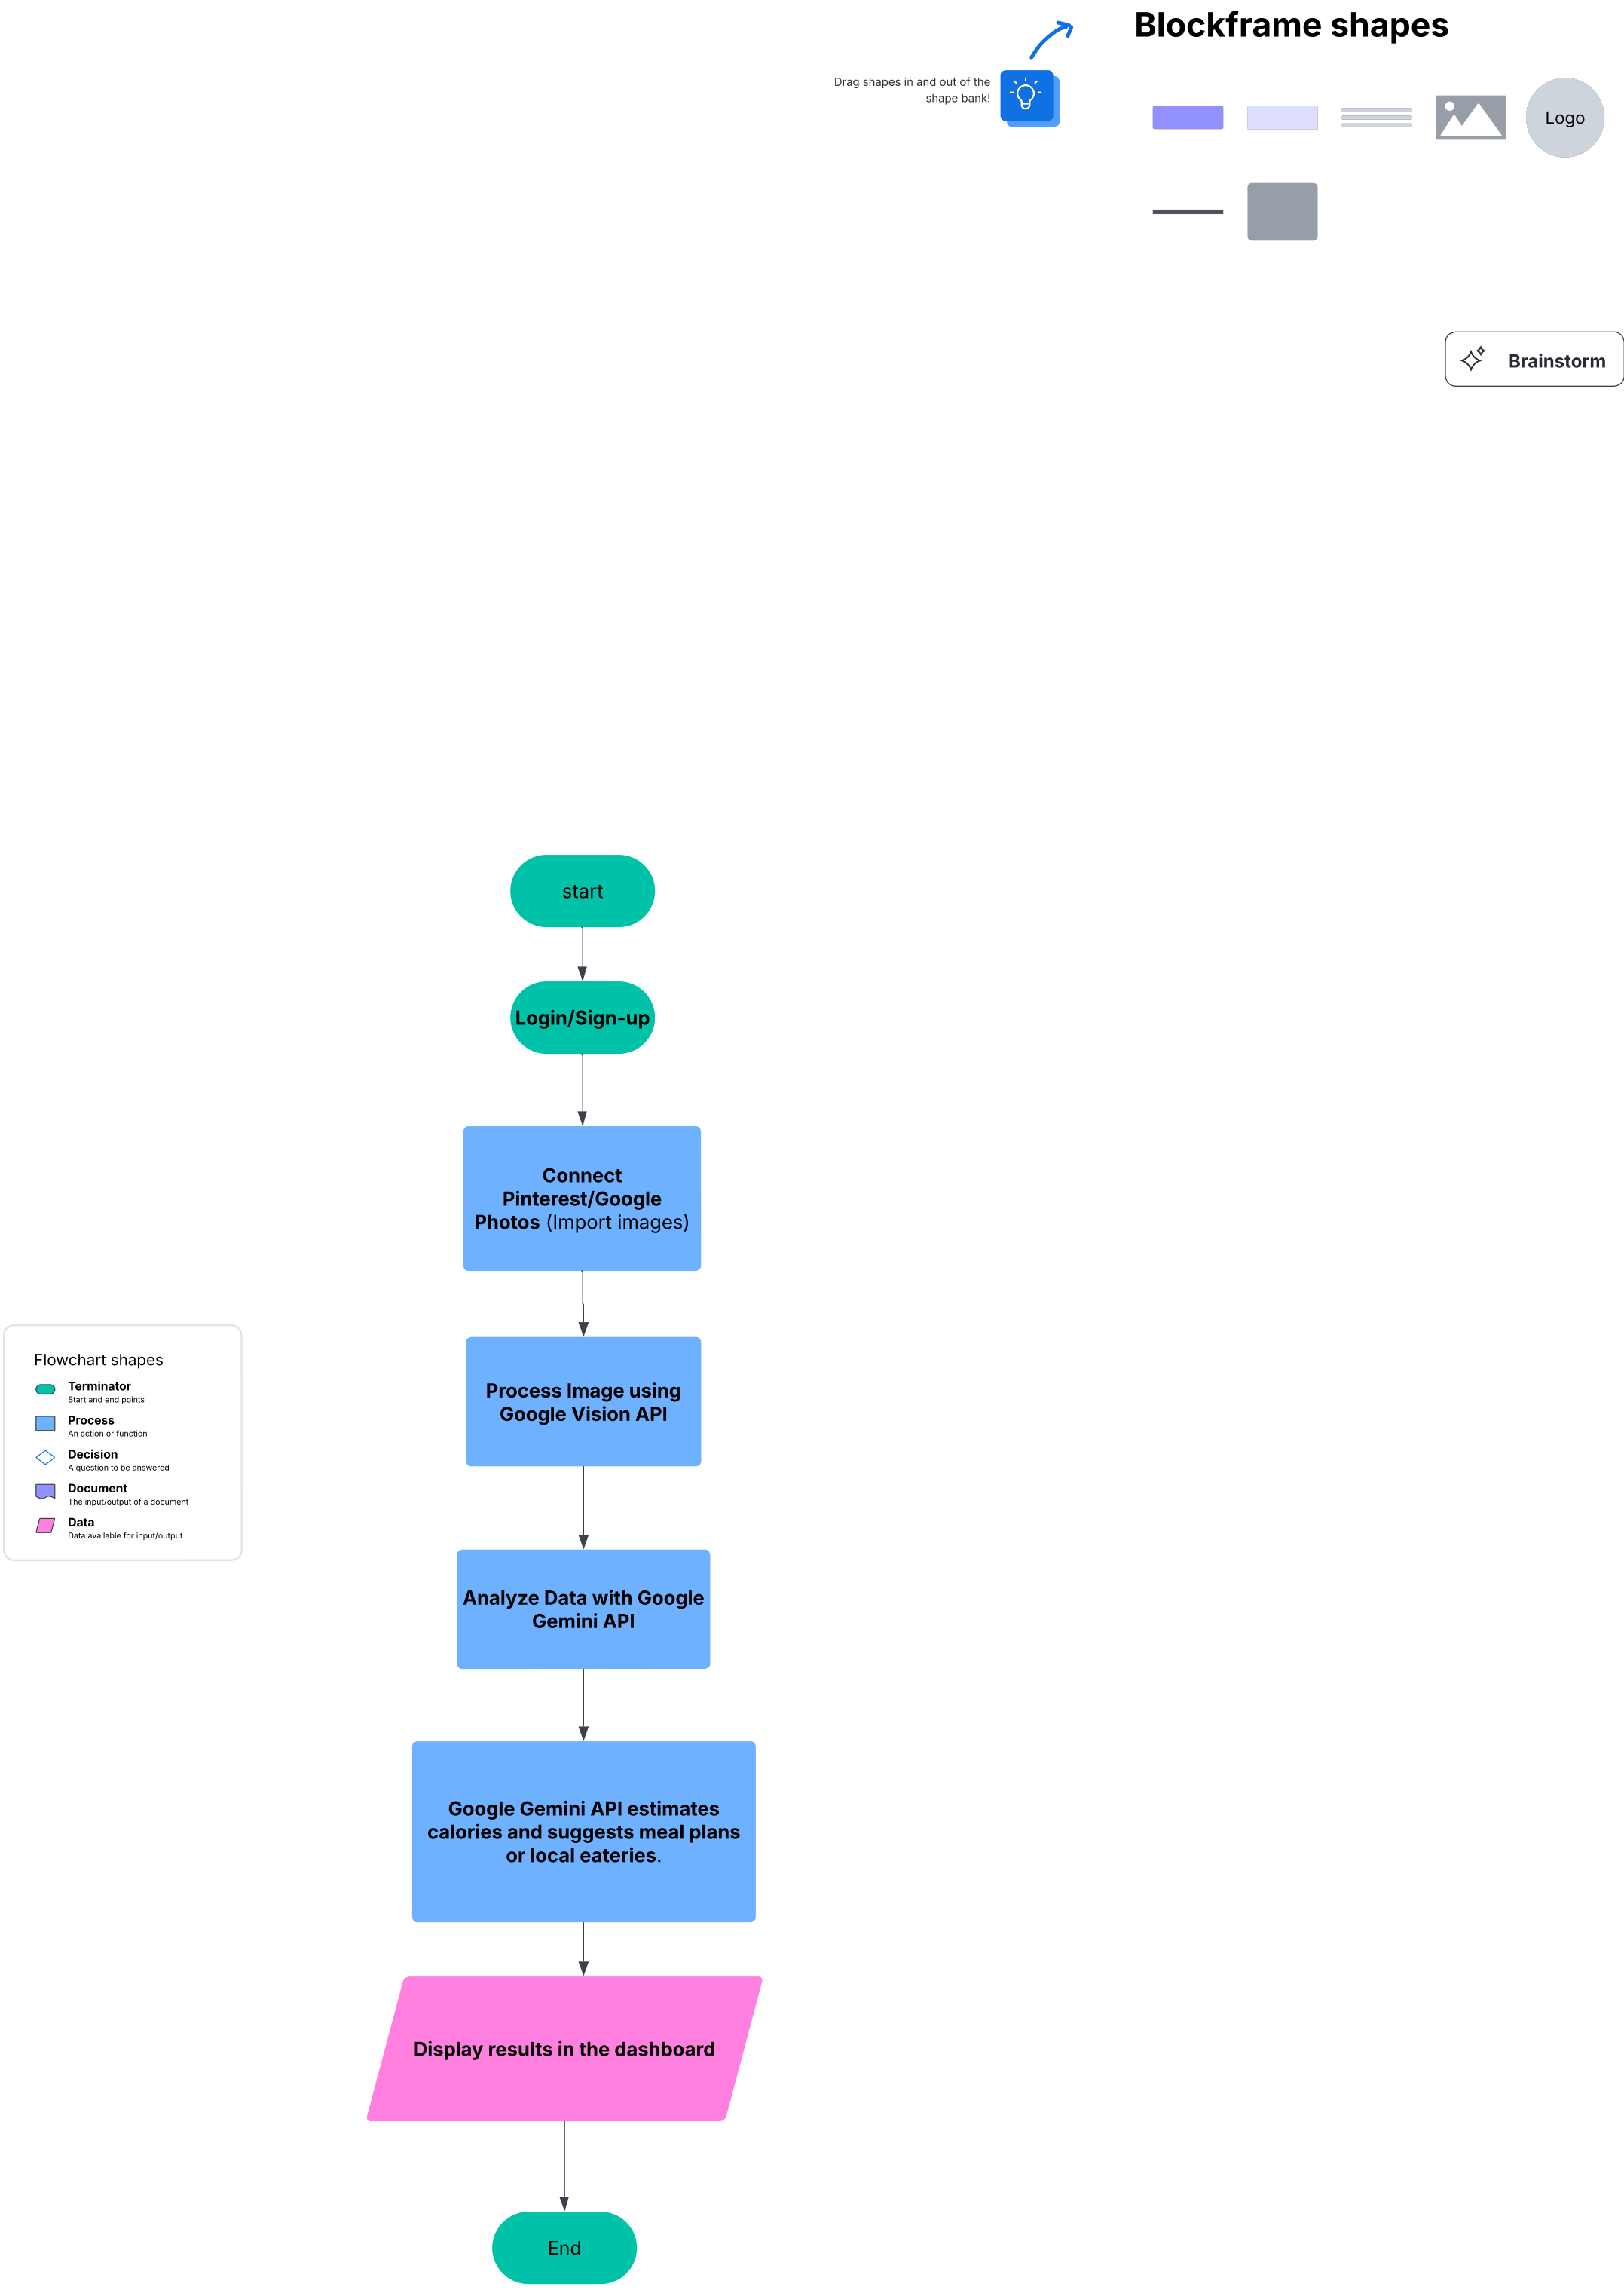 Blockframe shapes
Drag shapes in and out of the
shape bank!
Logo
Brainstorm
start
Login/Sign-up
Connect
Pinterest/Google
Photos (Import images)
Process Image using
Google Vision API
Flowchart shapes
Terminator
Start and end points
Process
An action or function
Decision
A question to be answered
Document
The input/output of a document
Data
Data available for input/output
Analyze Data with Google
Gemini API
Google Gemini API estimates
calories and suggests meal plans
or local eateries.
Display results in the dashboard
End